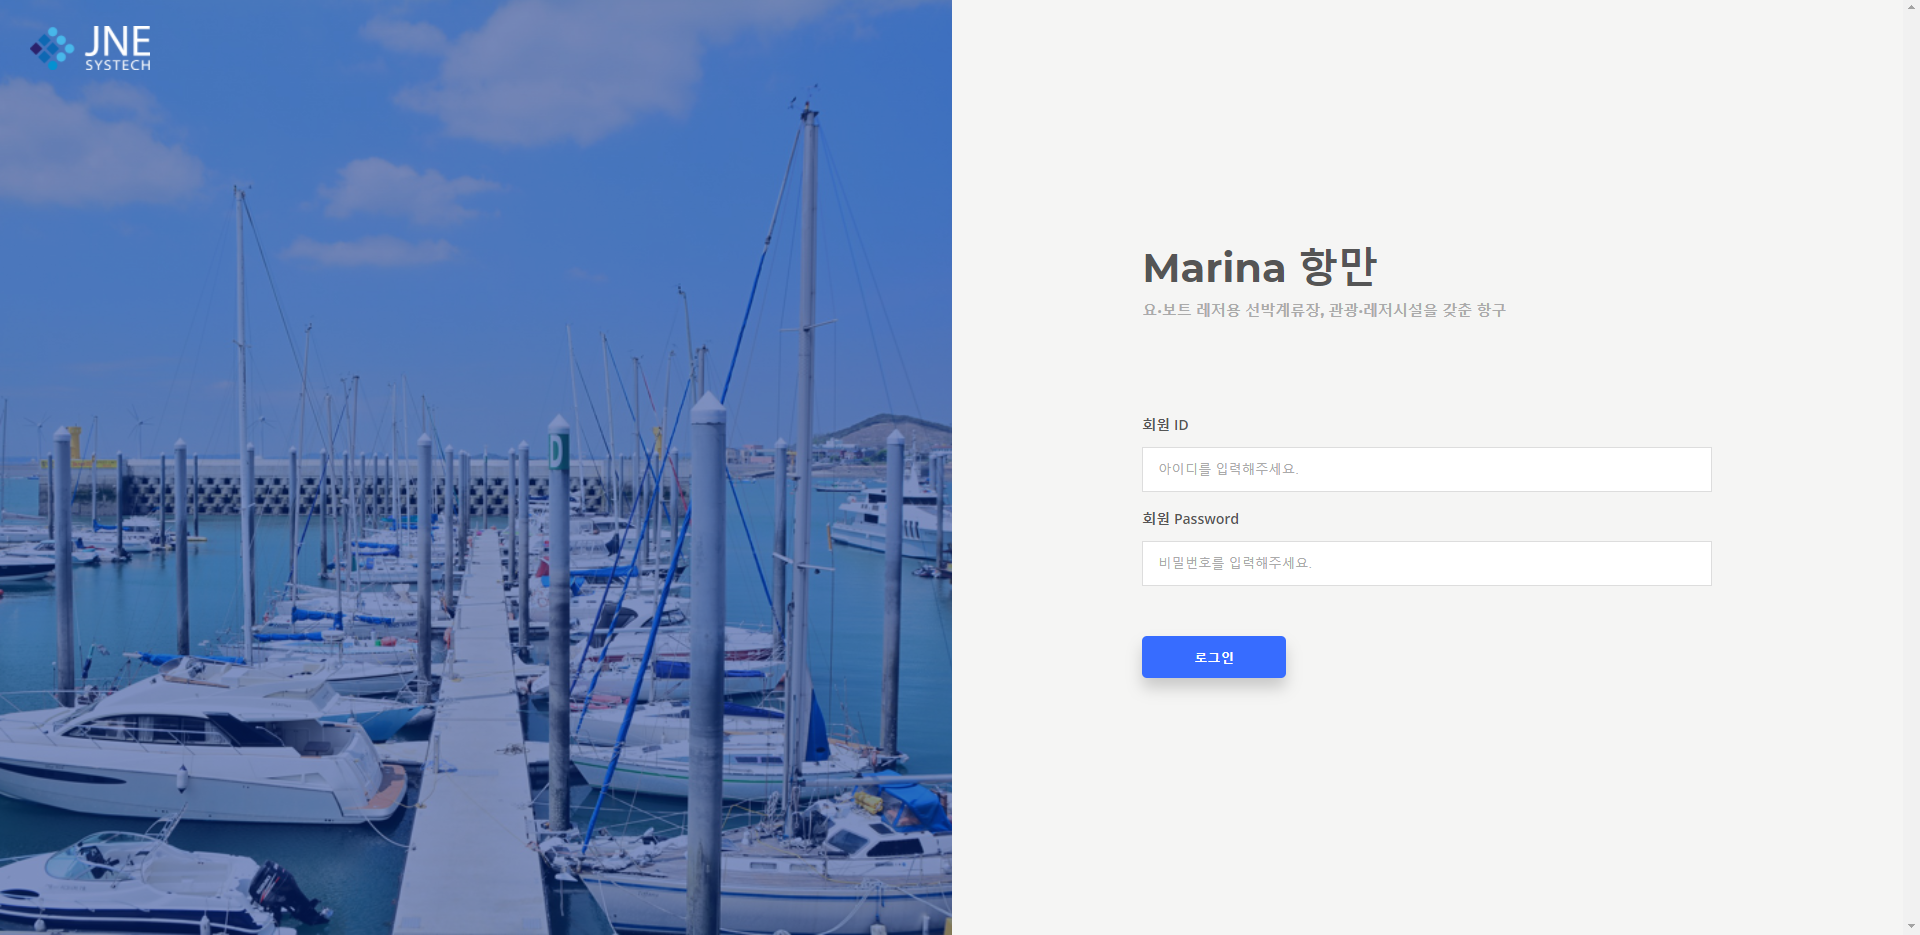 JNE
SYSTECH
D
Marina 항만
요·보트 레저용 선박계류장, 관광·레저시설을 갖춘 항구
회원 ID
아이디를 입력해주세요.
회원 Password
비밀번호를 입력해주세요.
로그인